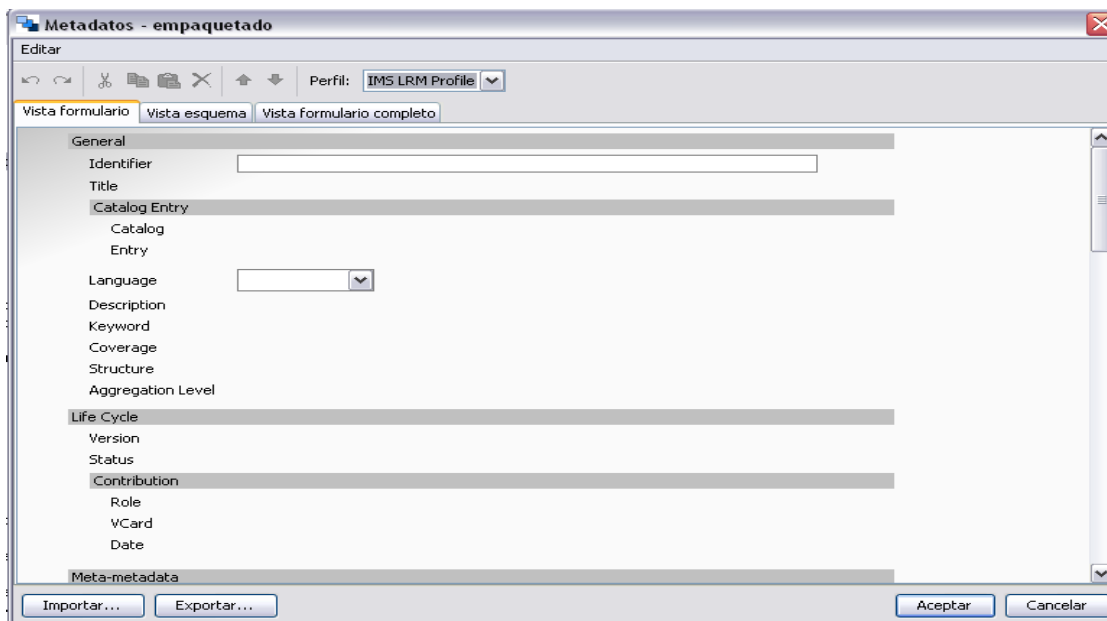 Metadatos - empaquetado
Editar
Perfil: IMS LRM Profile
Vista formulario Vista esquema Vista formulario completo
General
Identifier
Title
Catalog Entry
Catalog
Entry
Language
Description
Keyword
Coverage
Structure
Aggregation Level
Life Cycle
Version
Status
Contribution
Role
VCard
Date
Meta-metadata
Importar... Exportar... Aceptar Cancelar